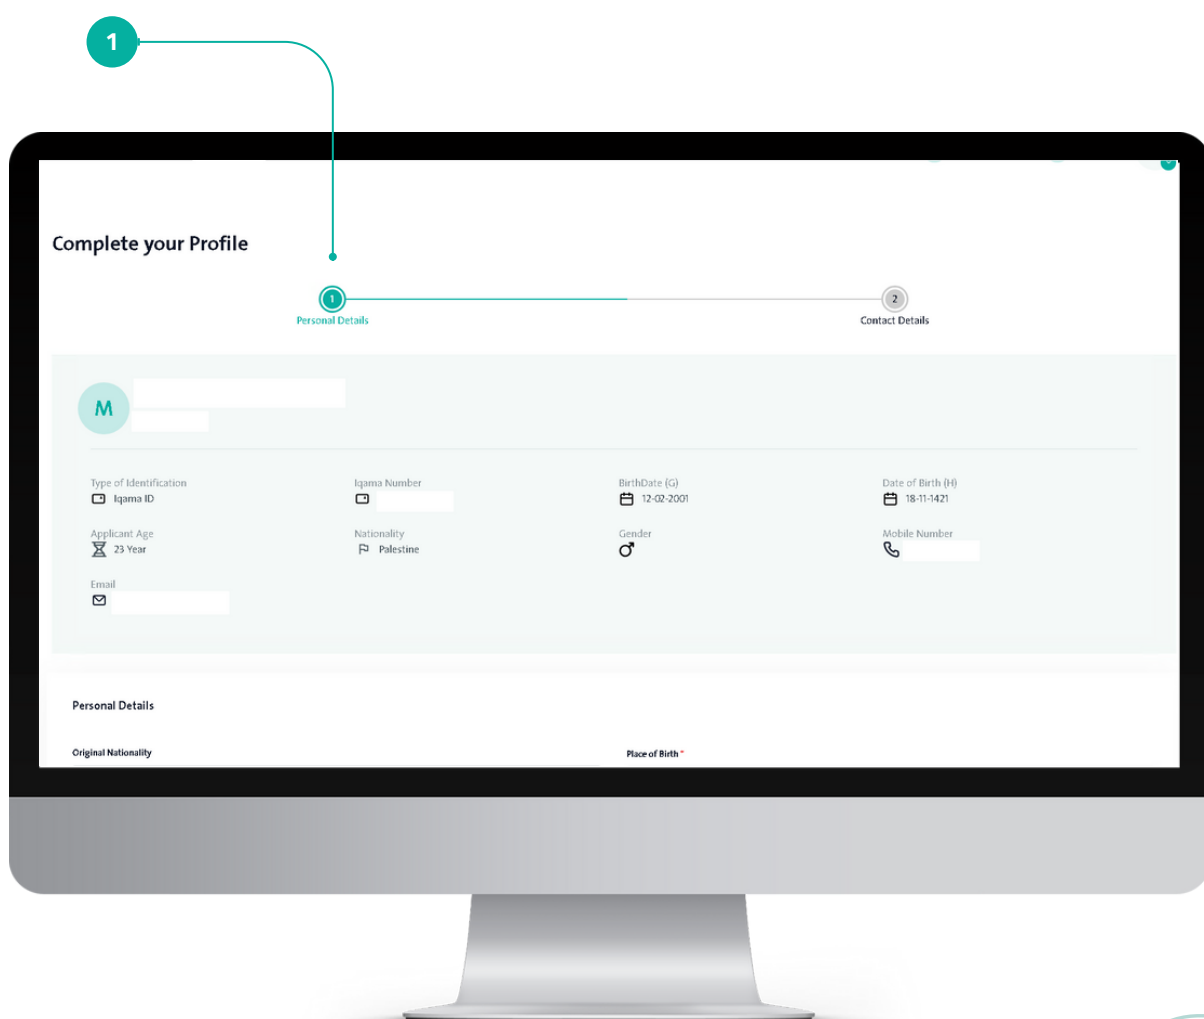 1
Complete your Profile
1
2
Personal Details
Contact Details
M
Type of Identification
Iqama Number
BirthDate (G)
Date of Birth (H)
Iqama ID
12-02-2001
18-11-1421
Applicant Age
Nationality
Gender
Mobile Number
23 Year
Palestine
Email
Personal Details
Original Nationality
Place of Birth *